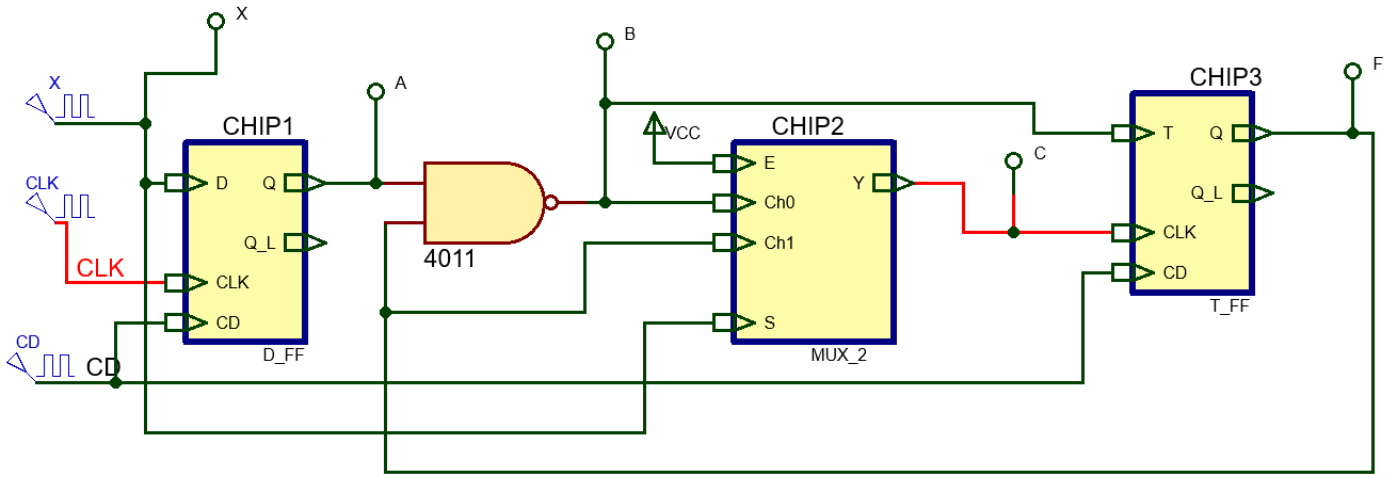 X
B
F
A
X
CHIP3
CHIP1
CHIP2
VCC
T
Q
C
E
D
Q
Y
CLK
Ch0
Q_L
Q_L
Ch1
CLK
4011
CLK
CLK
CD
T_FF
CD
S
CD
CD
D_FF
MUX_2